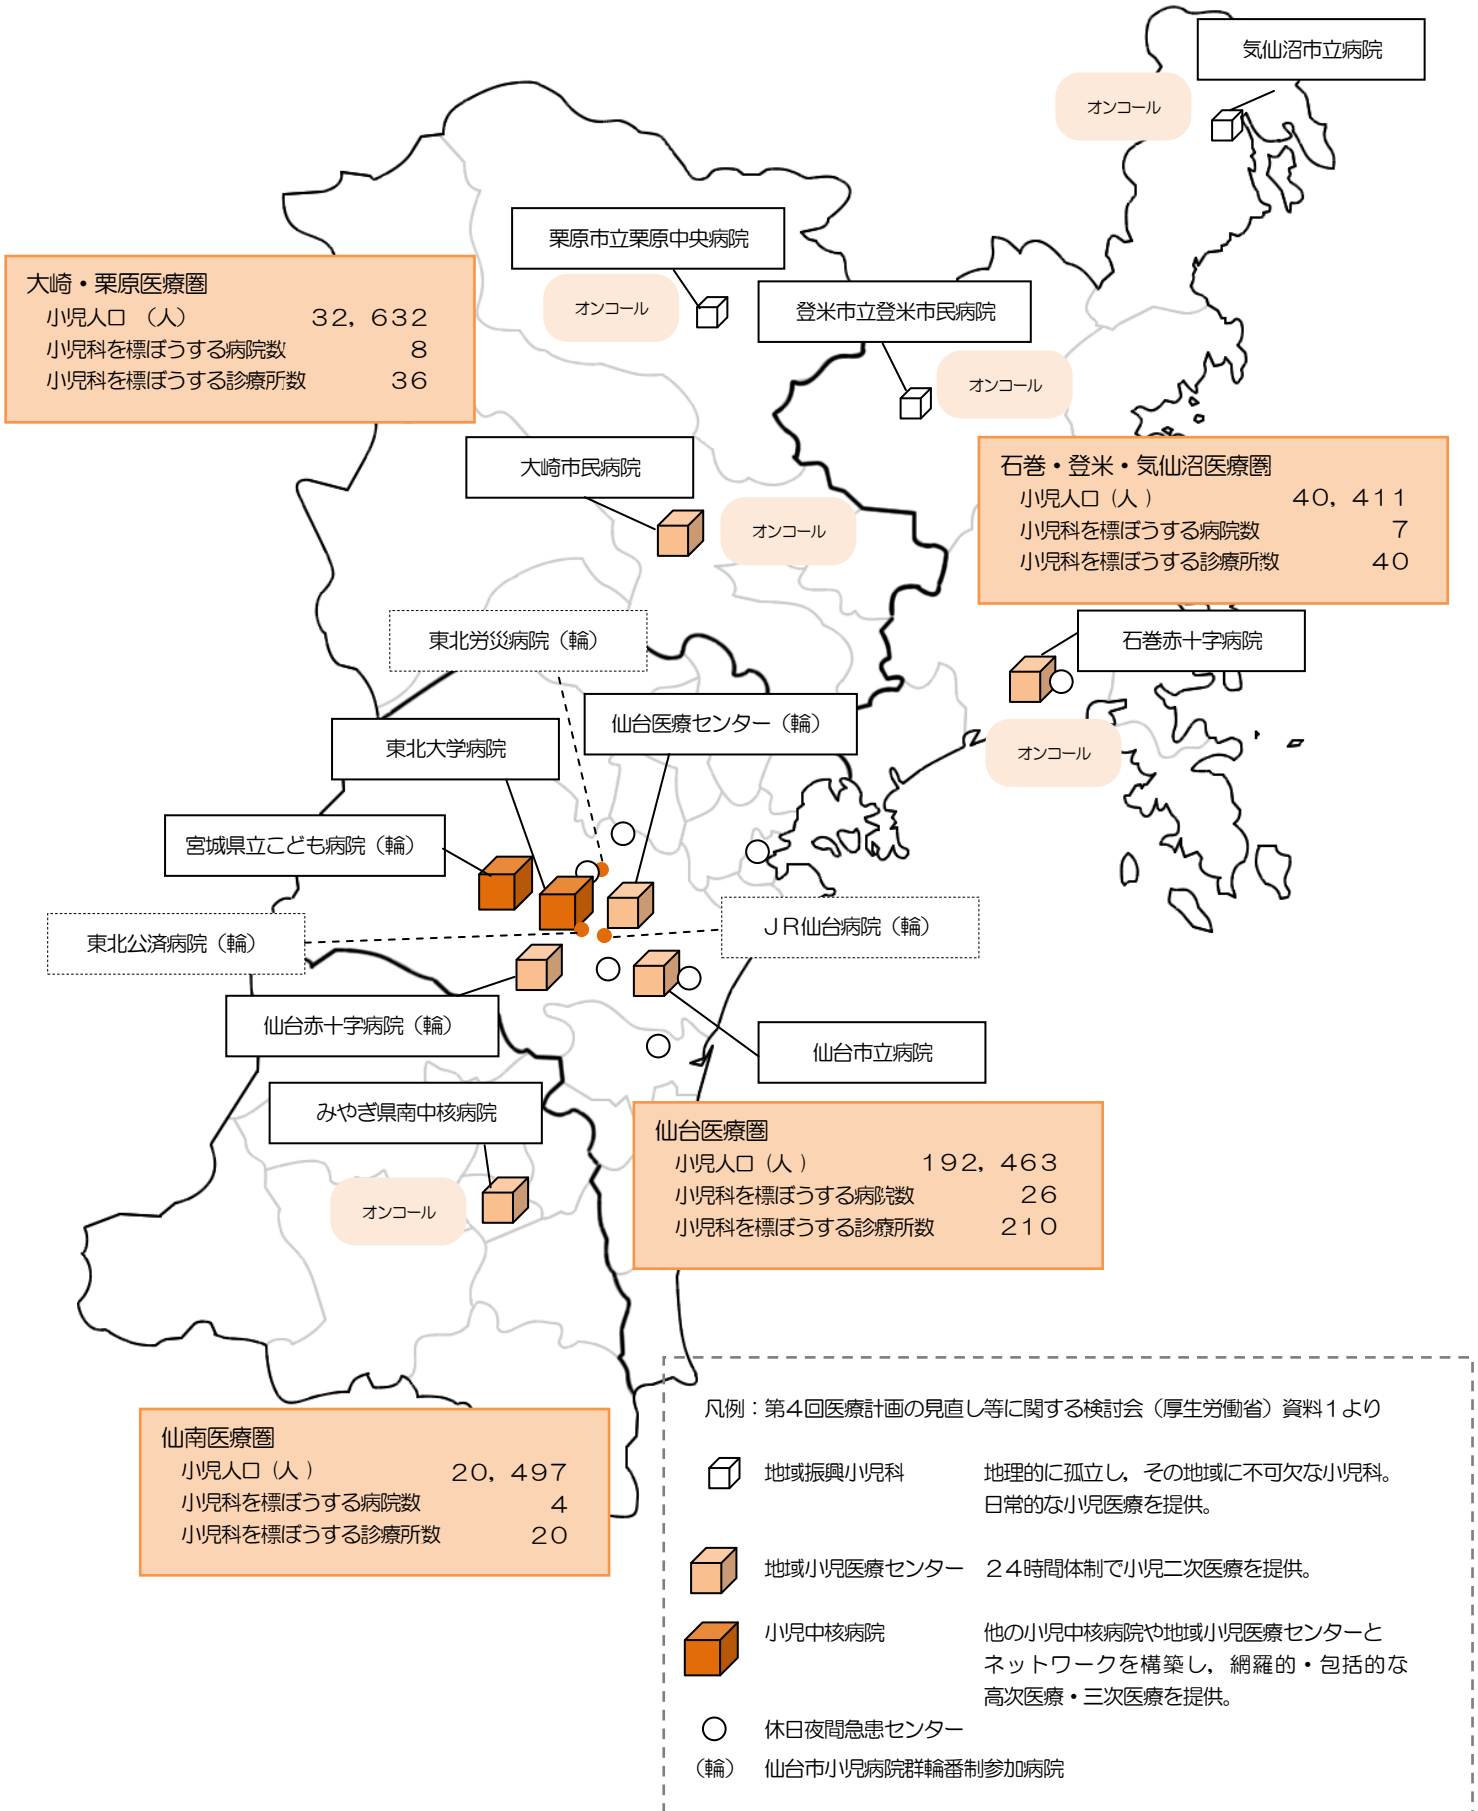 気仙沼市立病院
オンコール
栗原市立栗原中央病院
オンコール
登米市立登米市民病院
オンコール
大崎・栗原医療圏
小児人口 （人） ３２，６３２
小児科を標ぼうする病院数 ８
小児科を標ぼうする診療所数 ３６
大崎市民病院
オンコール
石巻・登米・気仙沼医療圏
小児人口（人 ） ４０，４１１
小児科を標ぼうする病院数 ７
小児科を標ぼうする診療所数 ４０
東北労災病院（輪）
石巻赤十字病院
オンコール
仙台医療センター（輪）
東北大学病院
宮城県立こども病院（輪）
東北公済病院（輪）
ＪＲ仙台病院（輪）
仙台赤十字病院（輪）
仙台市立病院
みやぎ県南中核病院
オンコール
仙台医療圏
小児人口（人 ） １９２，４６３
小児科を標ぼうする病院数 ２６
小児科を標ぼうする診療所数 ２１０
仙南医療圏
小児人口（人 ） ２０，４９７
小児科を標ぼうする病院数 ４
小児科を標ぼうする診療所数 ２０
凡例：第４回医療計画の見直し等に関する検討会（厚生労働省）資料１より
地域振興小児科 地理的に孤立し，その地域に不可欠な小児科。
日常的な小児医療を提供。
地域小児医療センター ２４時間体制で小児二次医療を提供。
小児中核病院 他の小児中核病院や地域小児医療センターと
ネットワークを構築し，網羅的・包括的な
高次医療・三次医療を提供。
休日夜間急患センター
（輪） 仙台市小児病院群輪番制参加病院